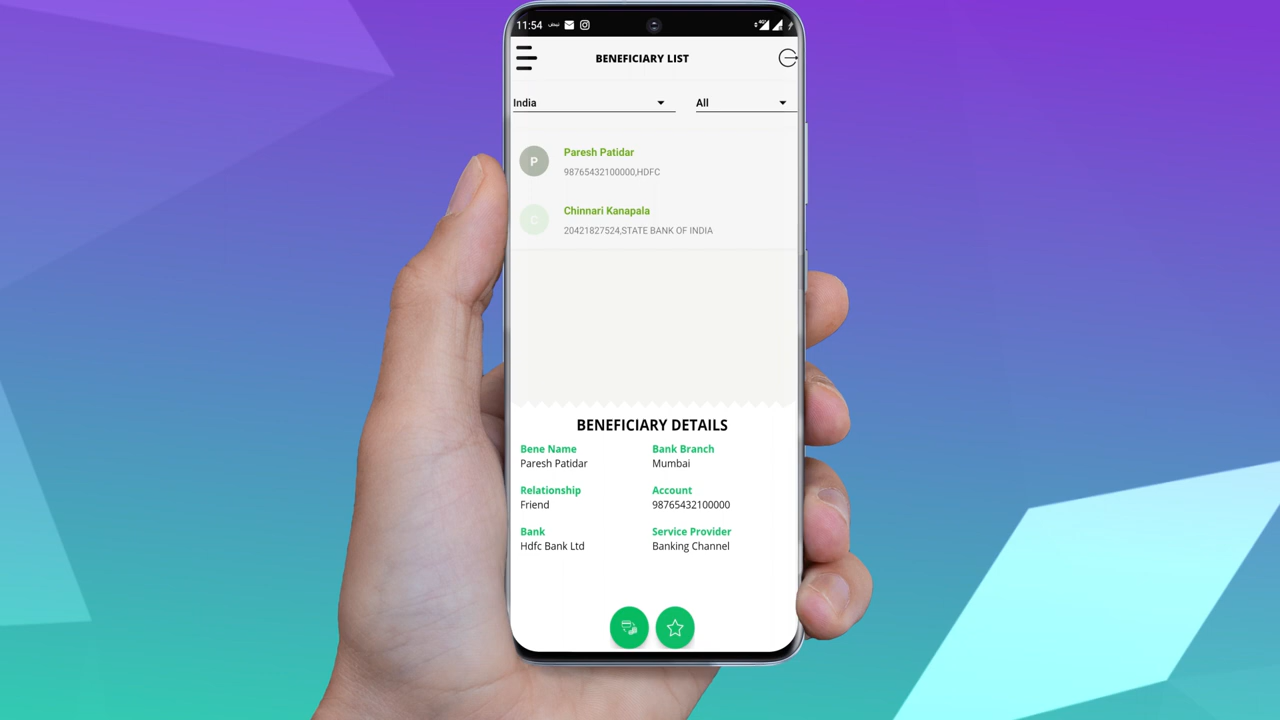 11:54
BENEFICIARY LIST
India
All
P
Paresh Patidar
98765432100000,HDFC
C
Chinnari Kanapala
20421827524,STATE BANK OF INDIA
BENEFICIARY DETAILS
Bene Name
Bank Branch
Paresh Patidar
Mumbai
Relationship
Account
Friend
98765432100000
Bank
Service Provider
Hdfc Bank Ltd
Banking Channel